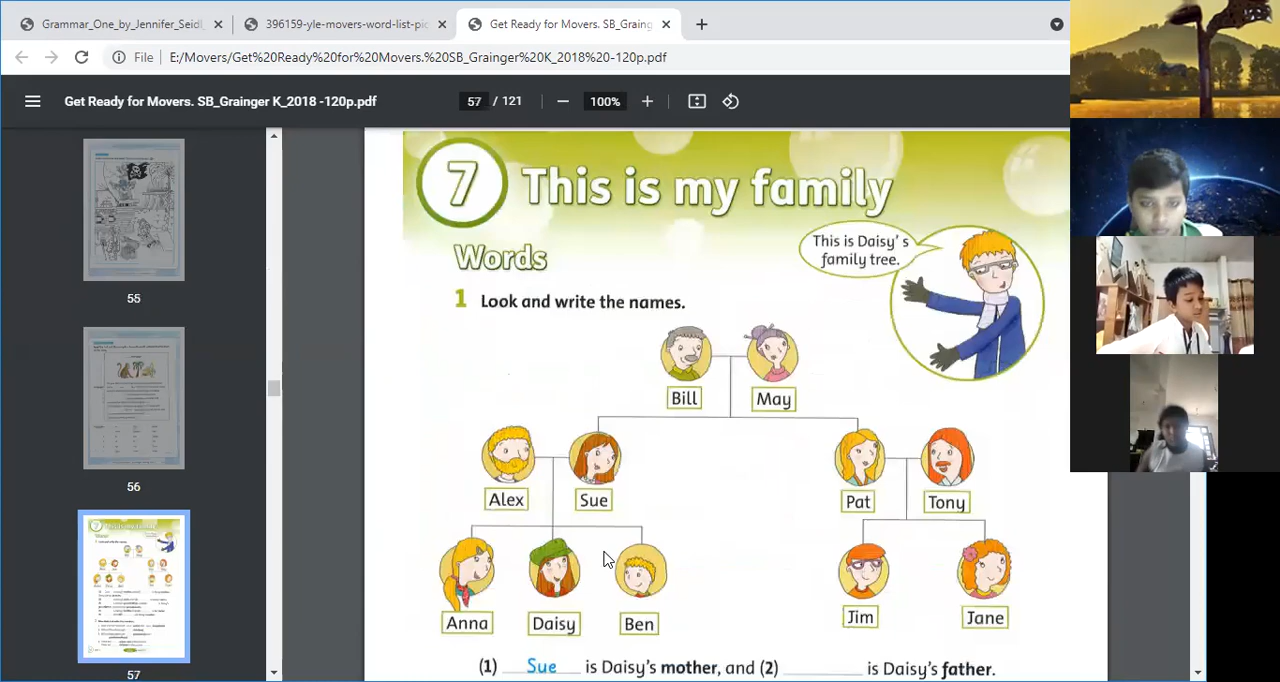 Grammar_One_by_Jennifer_Seidl
396159-yle-movers-word-list-pic
Get Ready for Movers. SB_Graing
File
E:/Movers/Get%20Ready%20for%20Movers.%20SB_Grainger%20K_2018%20-120p.pdf
Get Ready for Movers. SB_Grainger K_2018 -120p.pdf
57 / 121
100%
55
56
57
7 This is my family
Words
This is Daisy's
family tree.
1 Look and write the names.
Bill
May
Alex
Sue
Pat
Tony
Anna
Daisy
Ben
Jim
Jane
(1) Sue is Daisy's mother, and (2) ________ is Daisy's father.